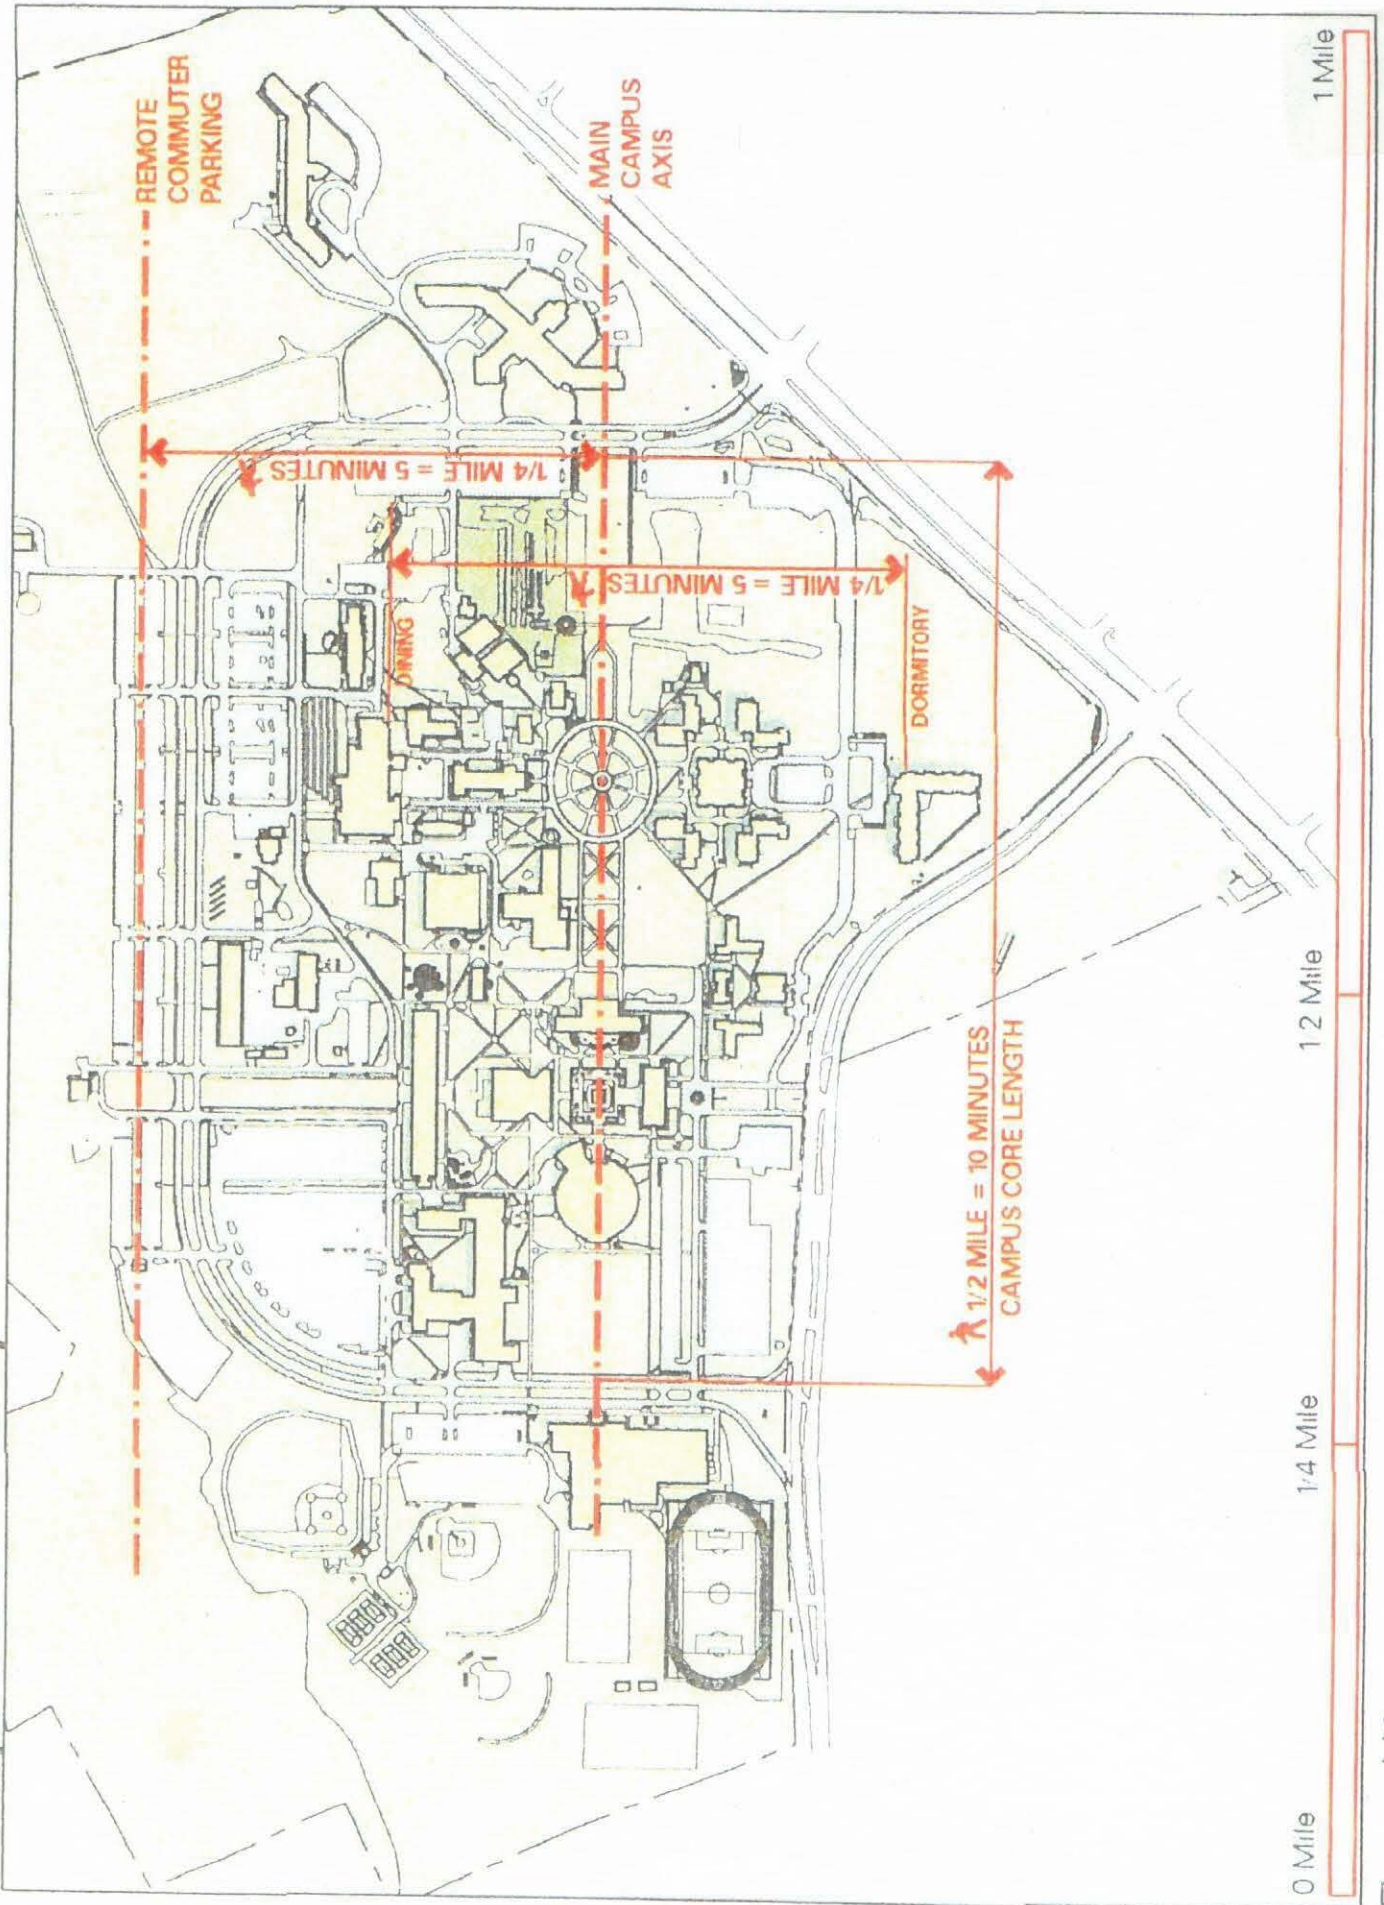 REMOTE
COMMUTER
PARKING
MAIN
CAMPUS
AXIS
1/4 MILE = 5 MINUTES
1/4 MILE = 5 MINUTES
DINING
DORMITORY
1/2 MILE = 10 MINUTES
CAMPUS CORE LENGTH
0 Mile
1/4 Mile
1 2 Mile
1 Mile